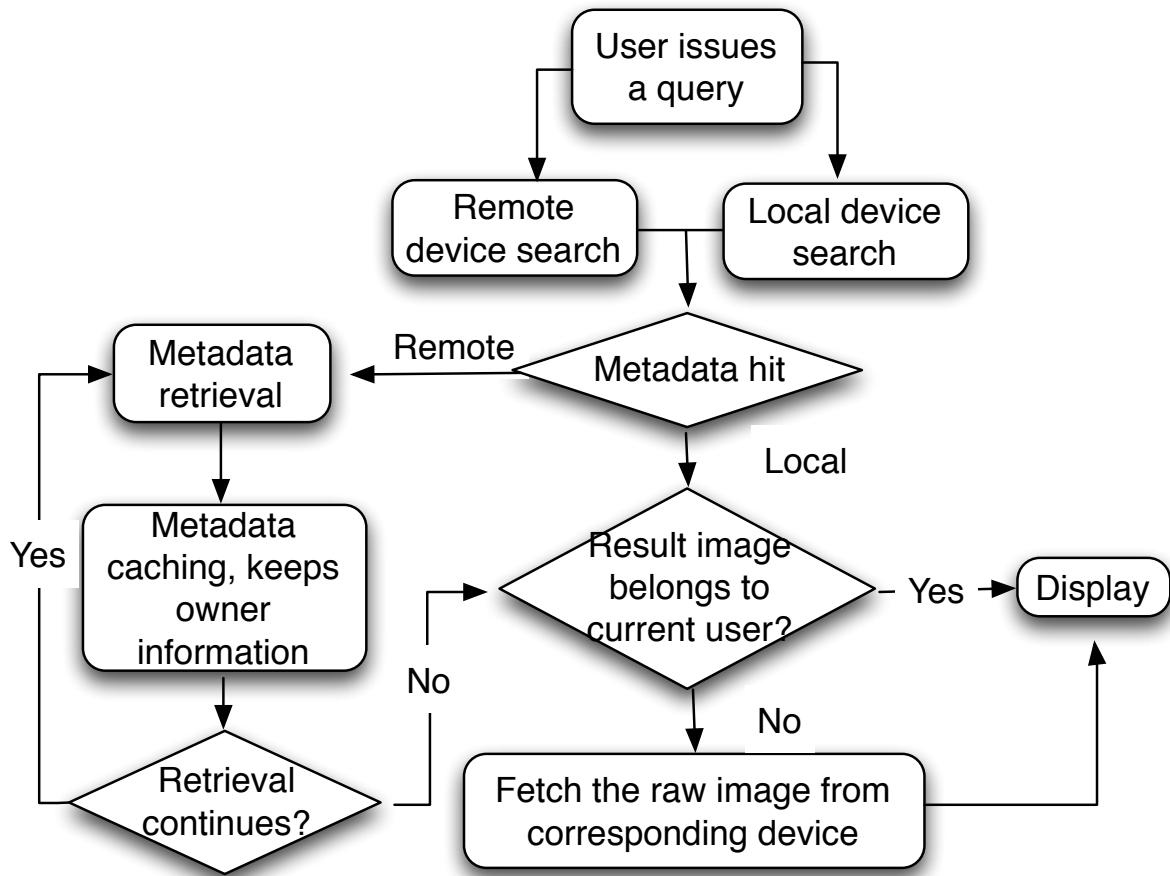 User issues
a query
Remote
device search
Local device
search
Remote
Metadata hit
Metadata
retrieval
Local
Yes
Metadata
caching, keeps
owner
information
Result image
belongs to
current user?
Yes
Display
No
No
Retrieval
continues?
Fetch the raw image from
corresponding device